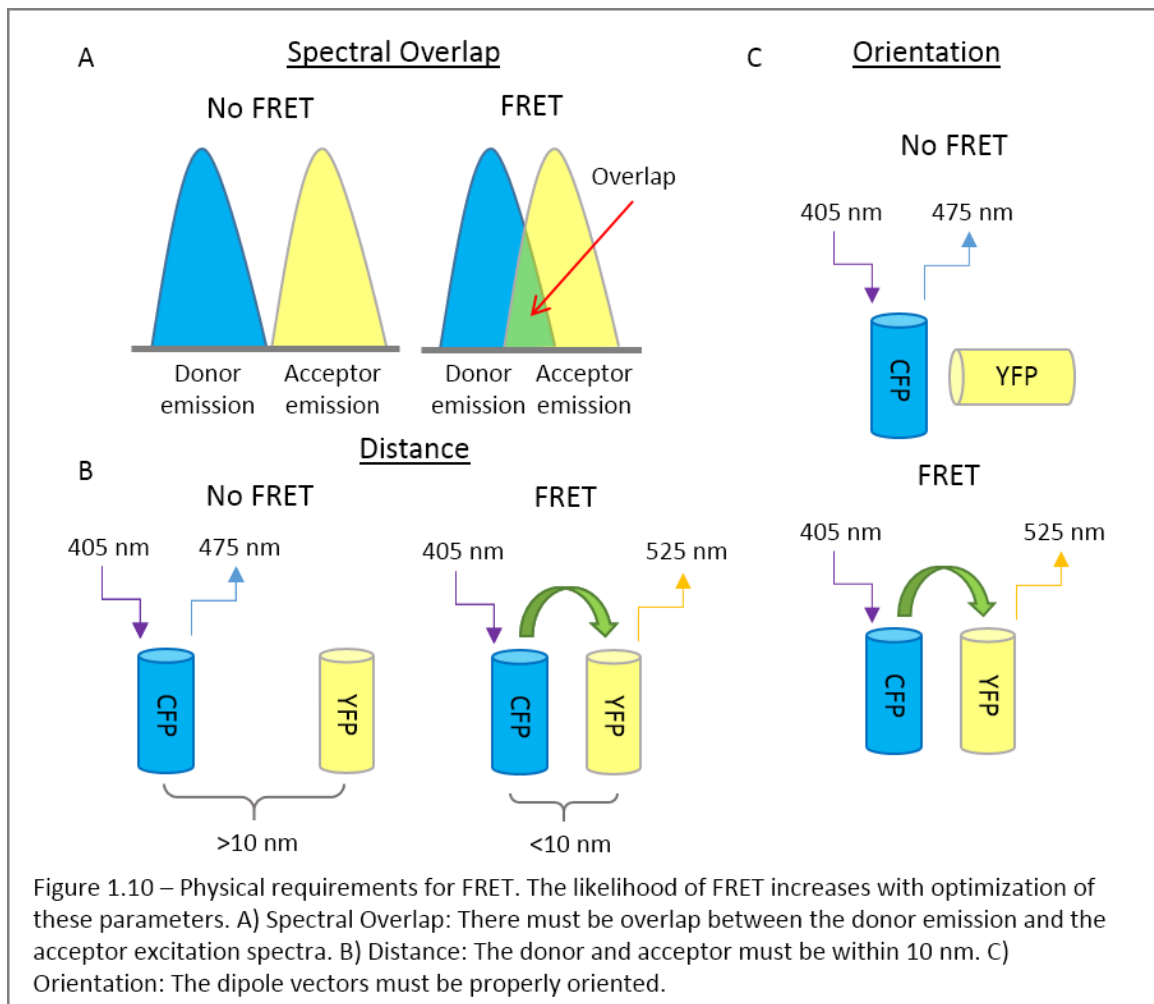 A
Spectral Overlap
No FRET
FRET
Overlap
Donor
emission
Acceptor
emission
Donor
emission
Acceptor
emission
B
Distance
No FRET
FRET
405 nm
475 nm
405 nm
525 nm
CFP
YFP
CFP
YFP
>10 nm
<10 nm
C
Orientation
No FRET
405 nm
475 nm
CFP
YFP
FRET
405 nm
525 nm
CFP
YFP
Figure 1.10 – Physical requirements for FRET. The likelihood of FRET increases with optimization of
these parameters. A) Spectral Overlap: There must be overlap between the donor emission and the
acceptor excitation spectra. B) Distance: The donor and acceptor must be within 10 nm. C)
Orientation: The dipole vectors must be properly oriented.